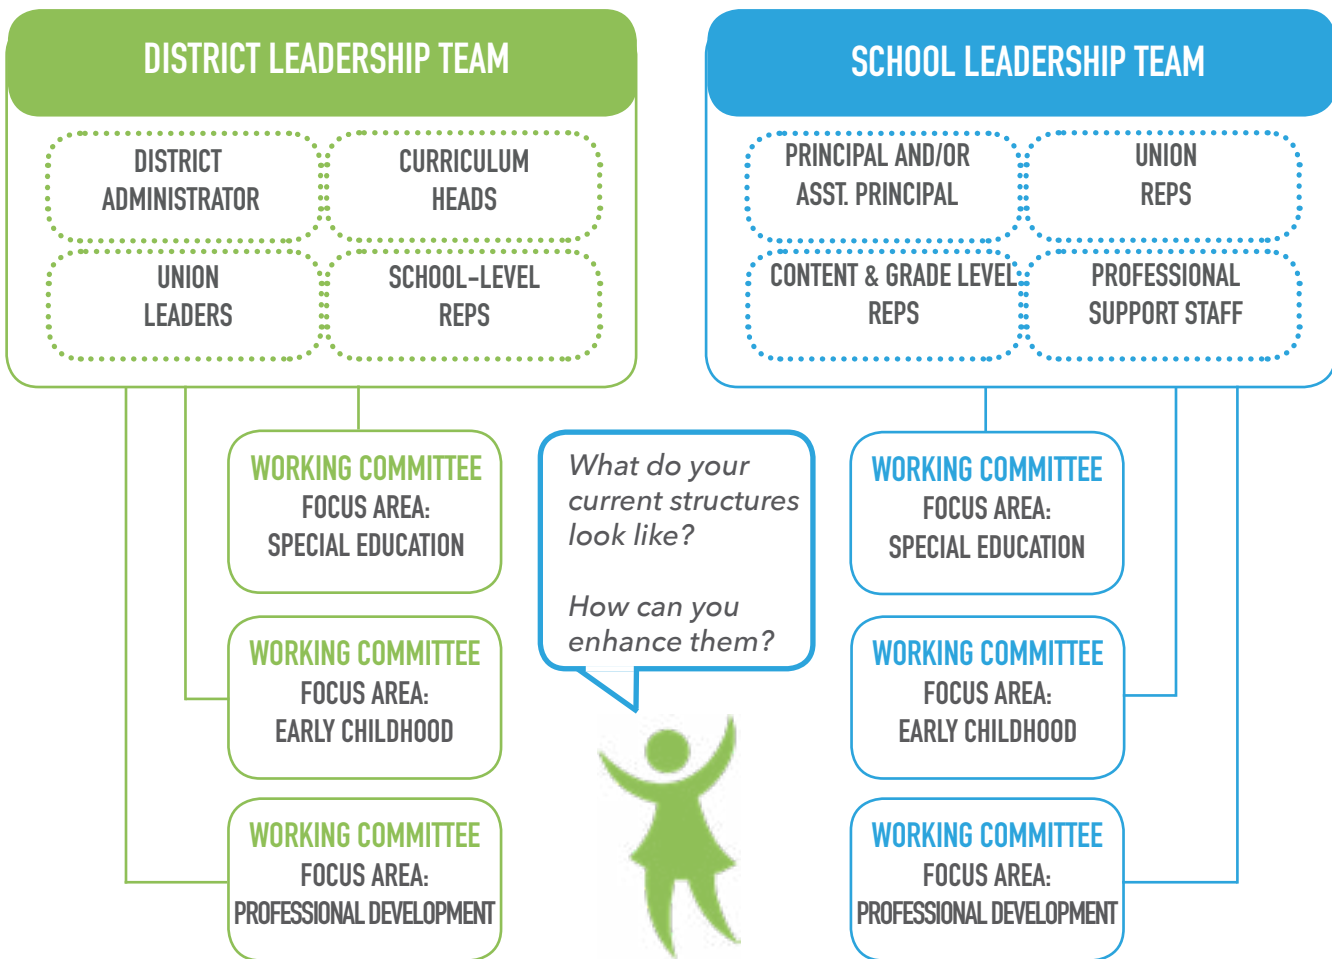 DISTRICT LEADERSHIP TEAM
DISTRICT
ADMINISTRATOR
CURRICULUM
HEADS
UNION
LEADERS
SCHOOL-LEVEL
REPS
WORKING COMMITTEE
FOCUS AREA:
SPECIAL EDUCATION
WORKING COMMITTEE
FOCUS AREA:
EARLY CHILDHOOD
WORKING COMMITTEE
FOCUS AREA:
PROFESSIONAL DEVELOPMENT
What do your
current structures
look like?
How can you
enhance them?
SCHOOL LEADERSHIP TEAM
PRINCIPAL AND/OR
ASST. PRINCIPAL
UNION
REPS
CONTENT & GRADE LEVEL
REPS
PROFESSIONAL
SUPPORT STAFF
WORKING COMMITTEE
FOCUS AREA:
SPECIAL EDUCATION
WORKING COMMITTEE
FOCUS AREA:
EARLY CHILDHOOD
WORKING COMMITTEE
FOCUS AREA:
PROFESSIONAL DEVELOPMENT